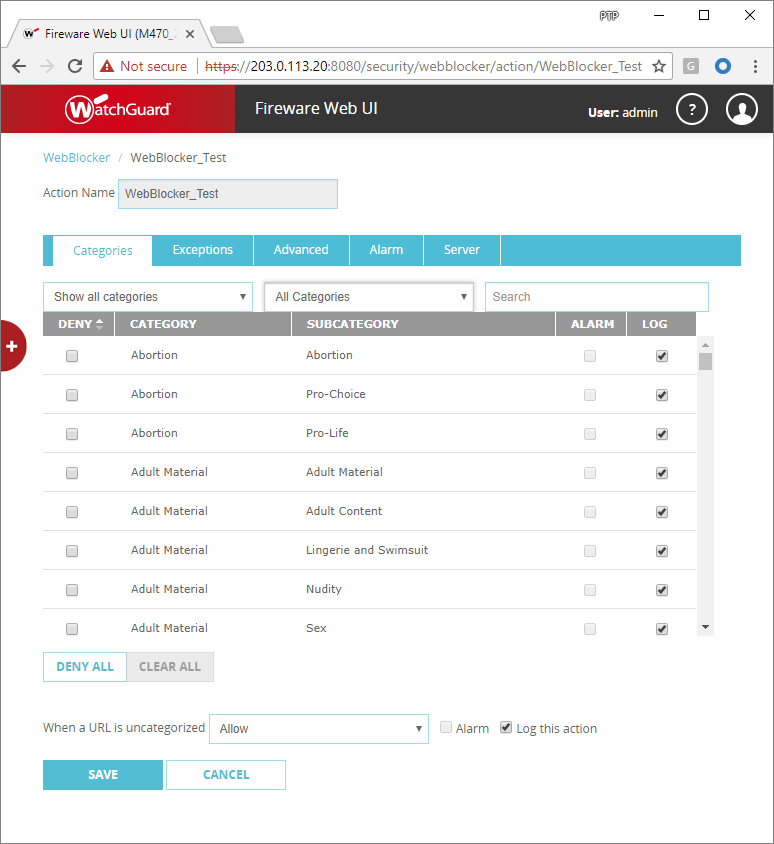 PTP
Fireware Web UI (M470_
Not secure https://203.0.113.20:8080/security/webblocker/action/WebBlocker_Test G
WatchGuard Fireware Web UI User: admin ?
WebBlocker / WebBlocker_Test
Action Name WebBlocker_Test
Categories Exceptions Advanced Alarm Server
Show all categories All Categories Search
DENY CATEGORY SUBCATEGORY ALARM LOG
Abortion Abortion
Abortion Pro-Choice
Abortion Pro-Life
Adult Material Adult Material
Adult Material Adult Content
Adult Material Lingerie and Swimsuit
Adult Material Nudity
Adult Material Sex
DENY ALL CLEAR ALL
When a URL is uncategorized Allow Alarm Log this action
SAVE CANCEL